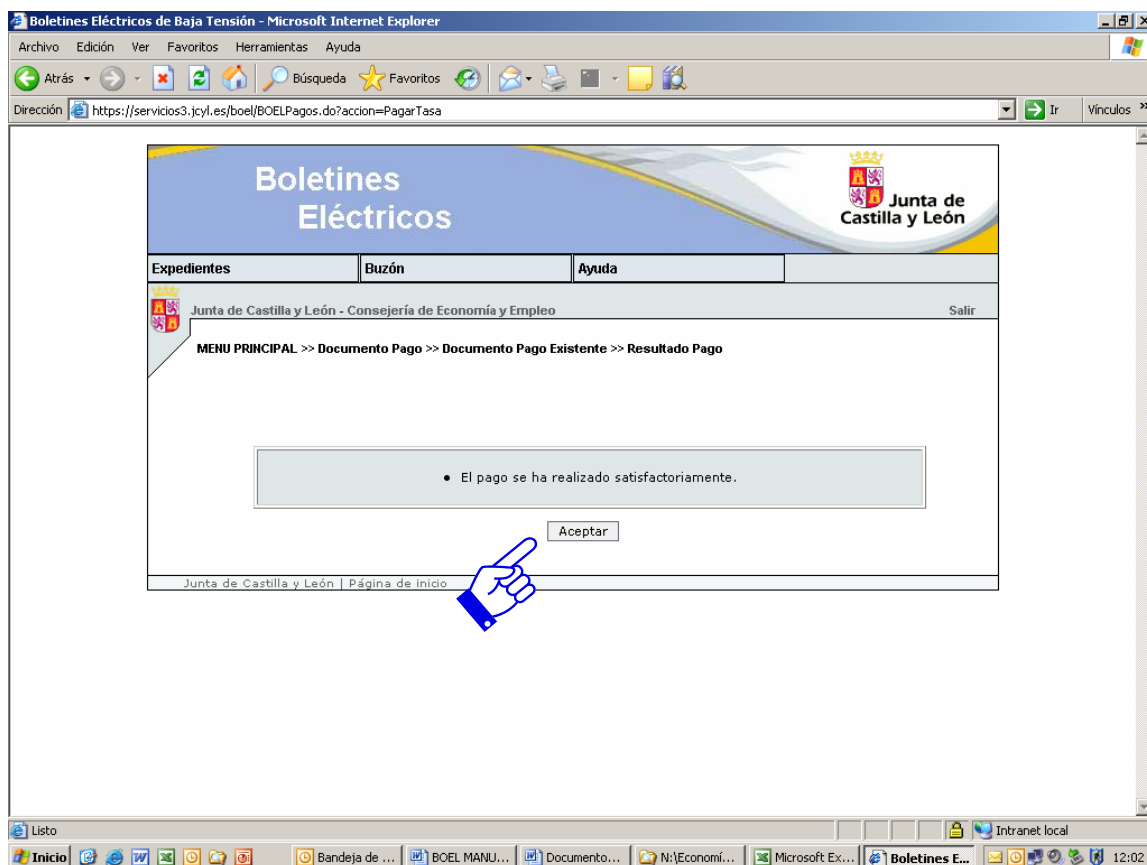 Boletines Eléctricos de Baja Tensión - Microsoft Internet Explorer
Archivo Edición Ver Favoritos Herramientas Ayuda
Atrás Búsqueda Favoritos
Dirección https://servicios3.jcyl.es/boel/BOELPagos.do?accion=PagarTasa Ir Vínculos »
Boletines
Eléctricos
Junta de
Castilla y León
Expedientes Buzón Ayuda
Junta de Castilla y León - Consejería de Economía y Empleo Salir
MENU PRINCIPAL >> Documento Pago >> Documento Pago Existente >> Resultado Pago
• El pago se ha realizado satisfactoriamente.
Aceptar
Junta de Castilla y León | Página de inicio
Listo Intranet local
Inicio Bandeja de ... BOEL MANU... Documento... N:\Economí... Microsoft Ex... Boletines E... 12:02